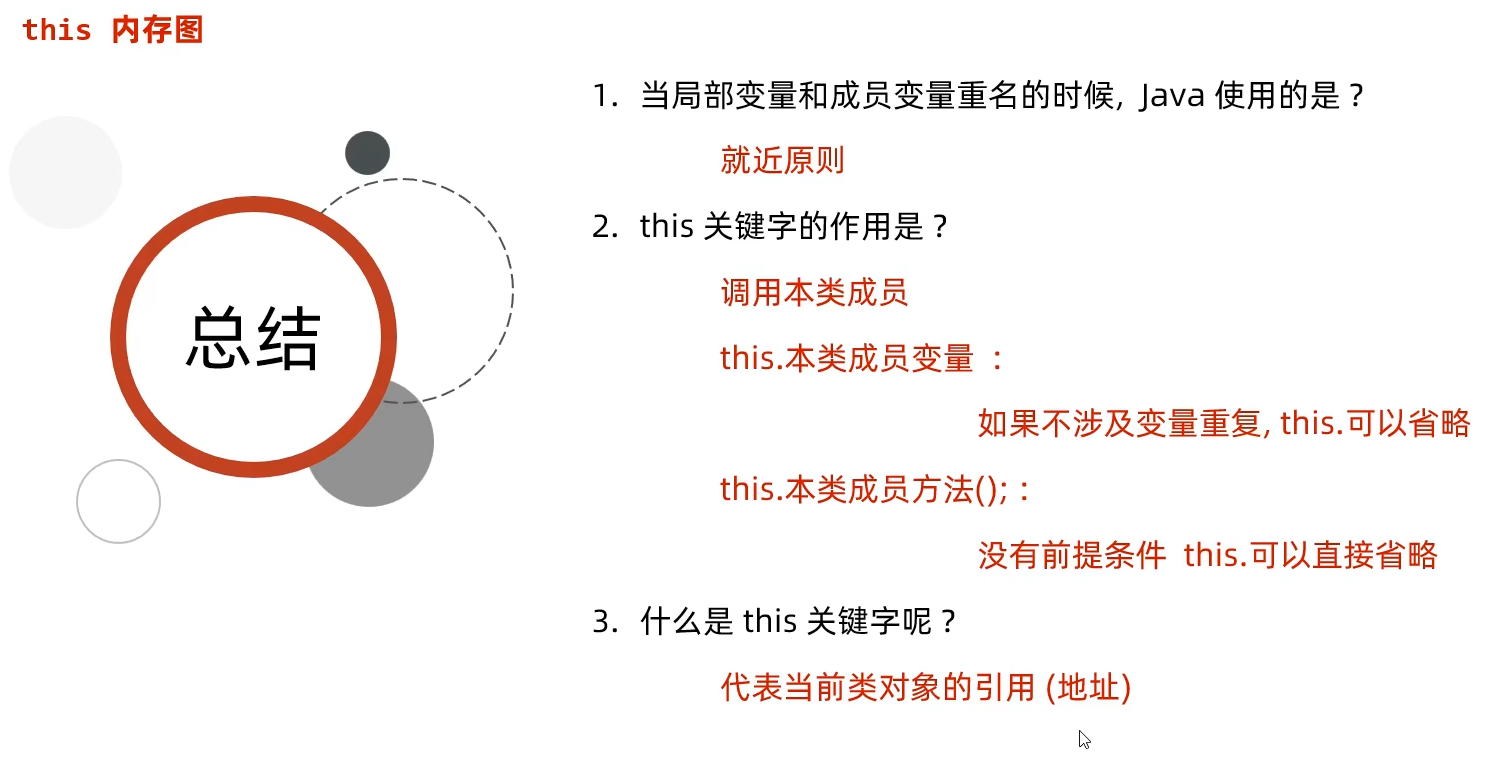 this 内存图
总结
1. 当局部变量和成员变量重名的时候, Java 使用的是？
就近原则
2. this 关键字的作用是？
调用本类成员
this.本类成员变量 ：
如果不涉及变量重复, this.可以省略
this.本类成员方法();：
没有前提条件 this.可以直接省略
3. 什么是 this 关键字呢？
代表当前类对象的引用 (地址)